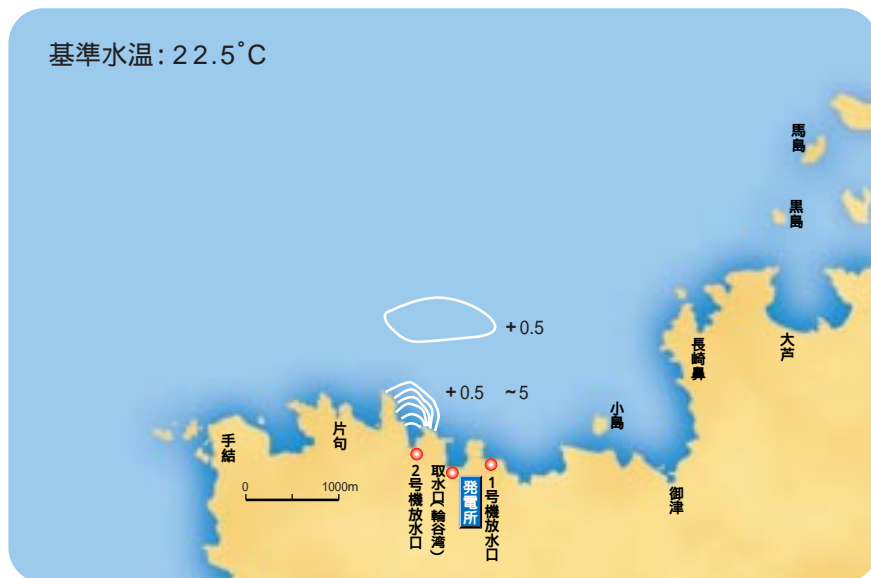 基準水温:22.5°C
馬島
黒島
+0.5
大芦
長崎鼻
+0.5 ~5
小島
片句
手結
2号機放水口
取水口(輪谷湾)
発電所
1号機放水口
御津
0 1000m